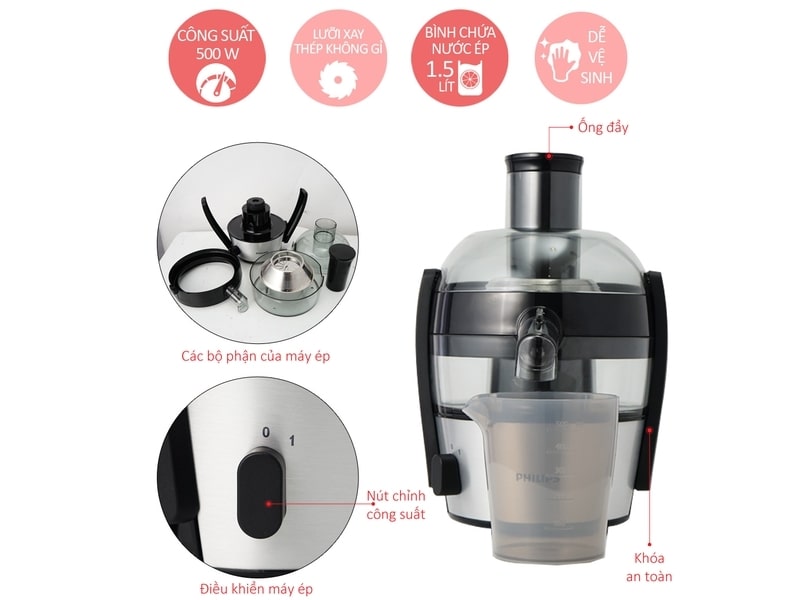 CÔNG SUẤT
500 W
LƯỠI XAY
THÉP KHÔNG GỈ
BÌNH CHỨA
NƯỚC ÉP
1.5
LÍT
DỄ
VỆ
SINH
Ống đẩy
Các bộ phận của máy ép
0 1
Nút chỉnh
công suất
Điều khiển máy ép
PHILIPS
Khóa
an toàn